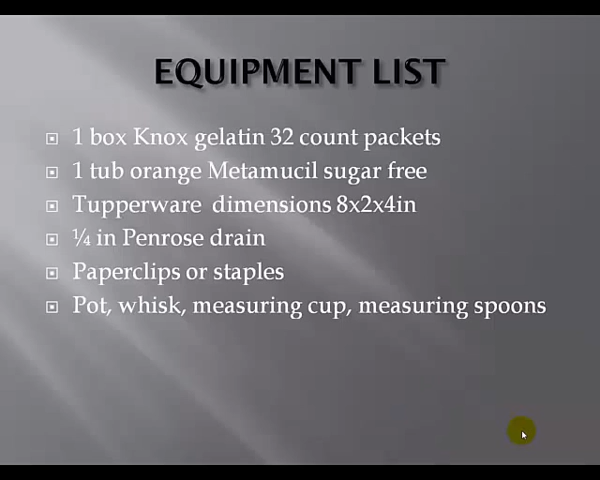 EQUIPMENT LIST
1 box Knox gelatin 32 count packets
1 tub orange Metamucil sugar free
Tupperware dimensions 8x2x4in
¼ in Penrose drain
Paperclips or staples
Pot, whisk, measuring cup, measuring spoons